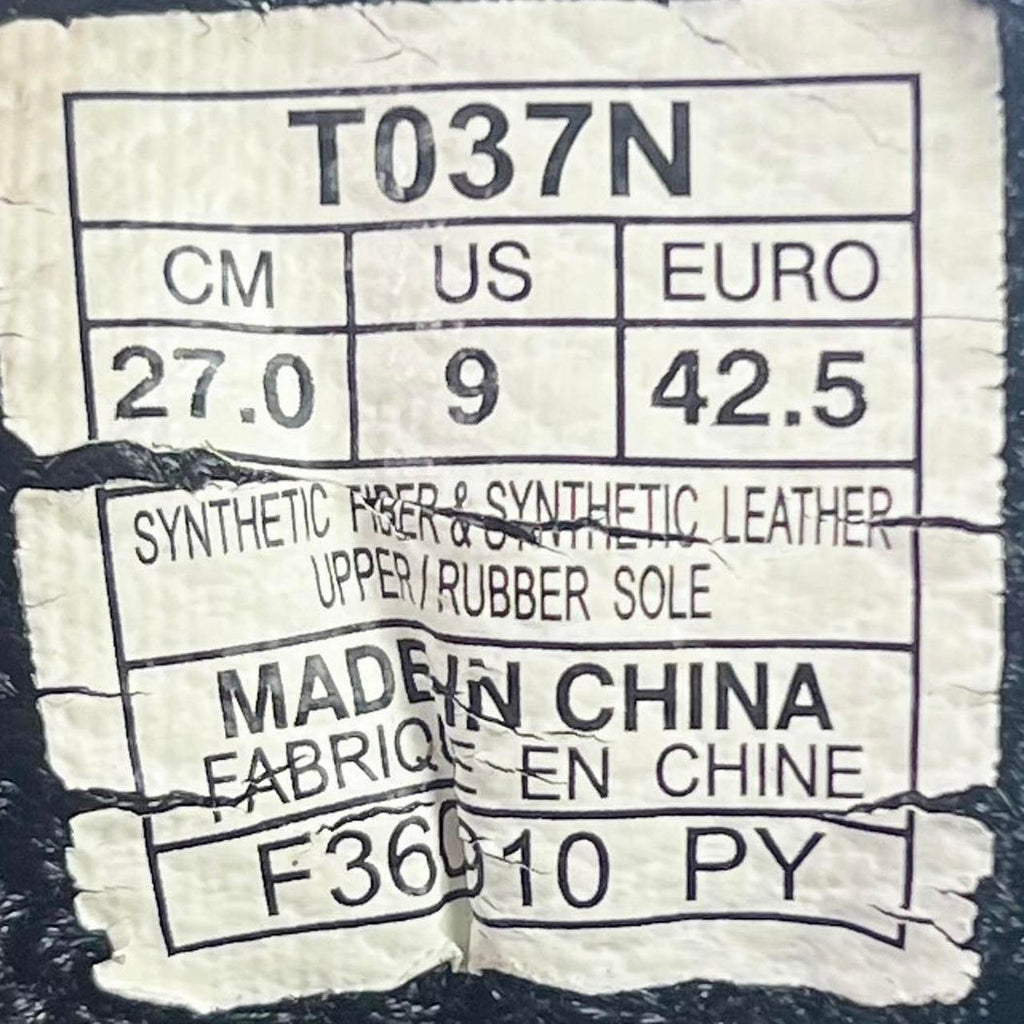 T037N
CM US EURO
27.0 9 42.5
SYNTHETIC FIBER & SYNTHETIC LEATHER
UPPER / RUBBER SOLE
MADE IN CHINA
FABRIQUE EN CHINE
PY